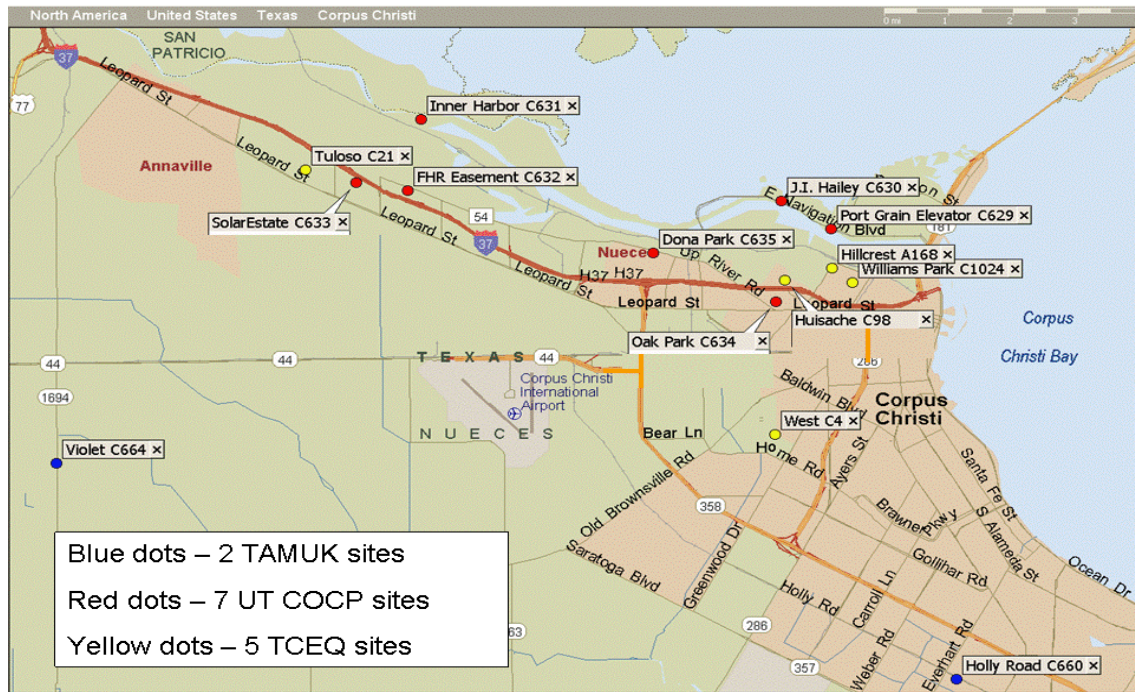 North America United States Texas Corpus Christi
0 mi 1 2 3
SAN
PATRICIO
37
77
Leopard St
Inner Harbor C631 ×
Annaville
Leopard St
Tuloso C21 ×
FHR Easement C632 ×
SolarEstate C633 ×
Leopard St
54
37
J.I. Hailey C630 ×
E Navigation Blvd
Port Grain Elevator C629 ×
181
Dona Park C635 ×
Nuece
Up River Rd
Hillcrest A168 ×
Williams Park C1024 ×
H37 H37
Leopard St
Leopard St
Leopard St
Huisache C98 ×
Oak Park C634 ×
Corpus
Christi Bay
44
44
TEXAS
44
286
1694
Corpus Christi
International
Airport
Baldwin Blvd
Corpus
Christi
NUECES
Bear Ln
West C4 ×
Home Rd
Ayers St
Violet C664 ×
Old Brownsville Rd
Santa Fe St
358
Brawner Pkwy
S Alameda St
Saratoga Blvd
Greenwood Dr
Gollihar Rd
Ocean Dr
Holly Rd
Carroll Ln
286
63
Weber Rd
Everhart Rd
357
Holly Road C660 ×
Blue dots – 2 TAMUK sites
Red dots – 7 UT COCP sites
Yellow dots – 5 TCEQ sites